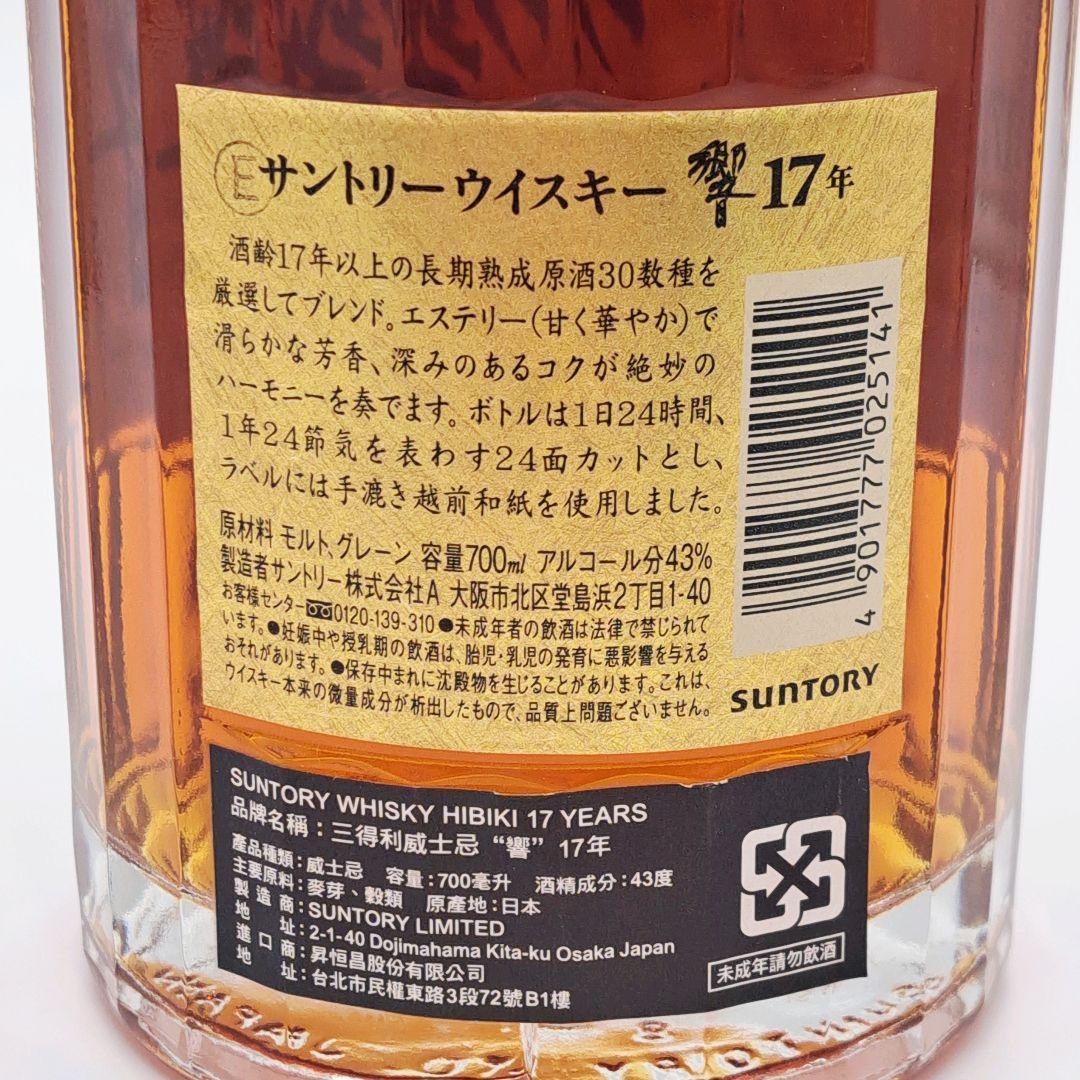 Ⓔサントリーウイスキー 響 17年
酒齢17年以上の長期熟成原酒30数種を
厳選してブレンド。エステリー(甘く華やか)で
滑らかな芳香、深みのあるコクが絶妙の
ハーモニーを奏でます。ボトルは1日24時間、
1年24節気を表わす24面カットとし、
ラベルには手漉き越前和紙を使用しました。
原材料 モルト、グレーン 容量700ml アルコール分43%
製造者サントリー株式会社A 大阪市北区堂島浜2丁目1-40
お客様センター 0120-139-310 ●未成年者の飲酒は法律で禁じられて
います。●妊娠中や授乳期の飲酒は、胎児・乳児の発育に悪影響を与える
おそれがあります。●保存中まれに沈殿物を生じることがあります。これは、
ウイスキー本来の微量成分が析出したもので、品質上問題ございません。
4 901777 025141
SUNTORY
SUNTORY WHISKY HIBIKI 17 YEARS
品牌名稱：三得利威士忌 “響” 17年
產品種類：威士忌 容量：700毫升 酒精成分：43度
主要原料：麥芽、穀類 原產地：日本
製造商：SUNTORY LIMITED
地址：2-1-40 Dojimahama Kita-ku Osaka Japan
進口商：昇恒昌股份有限公司
地址：台北市民權東路3段72號B1樓
未成年請勿飲酒